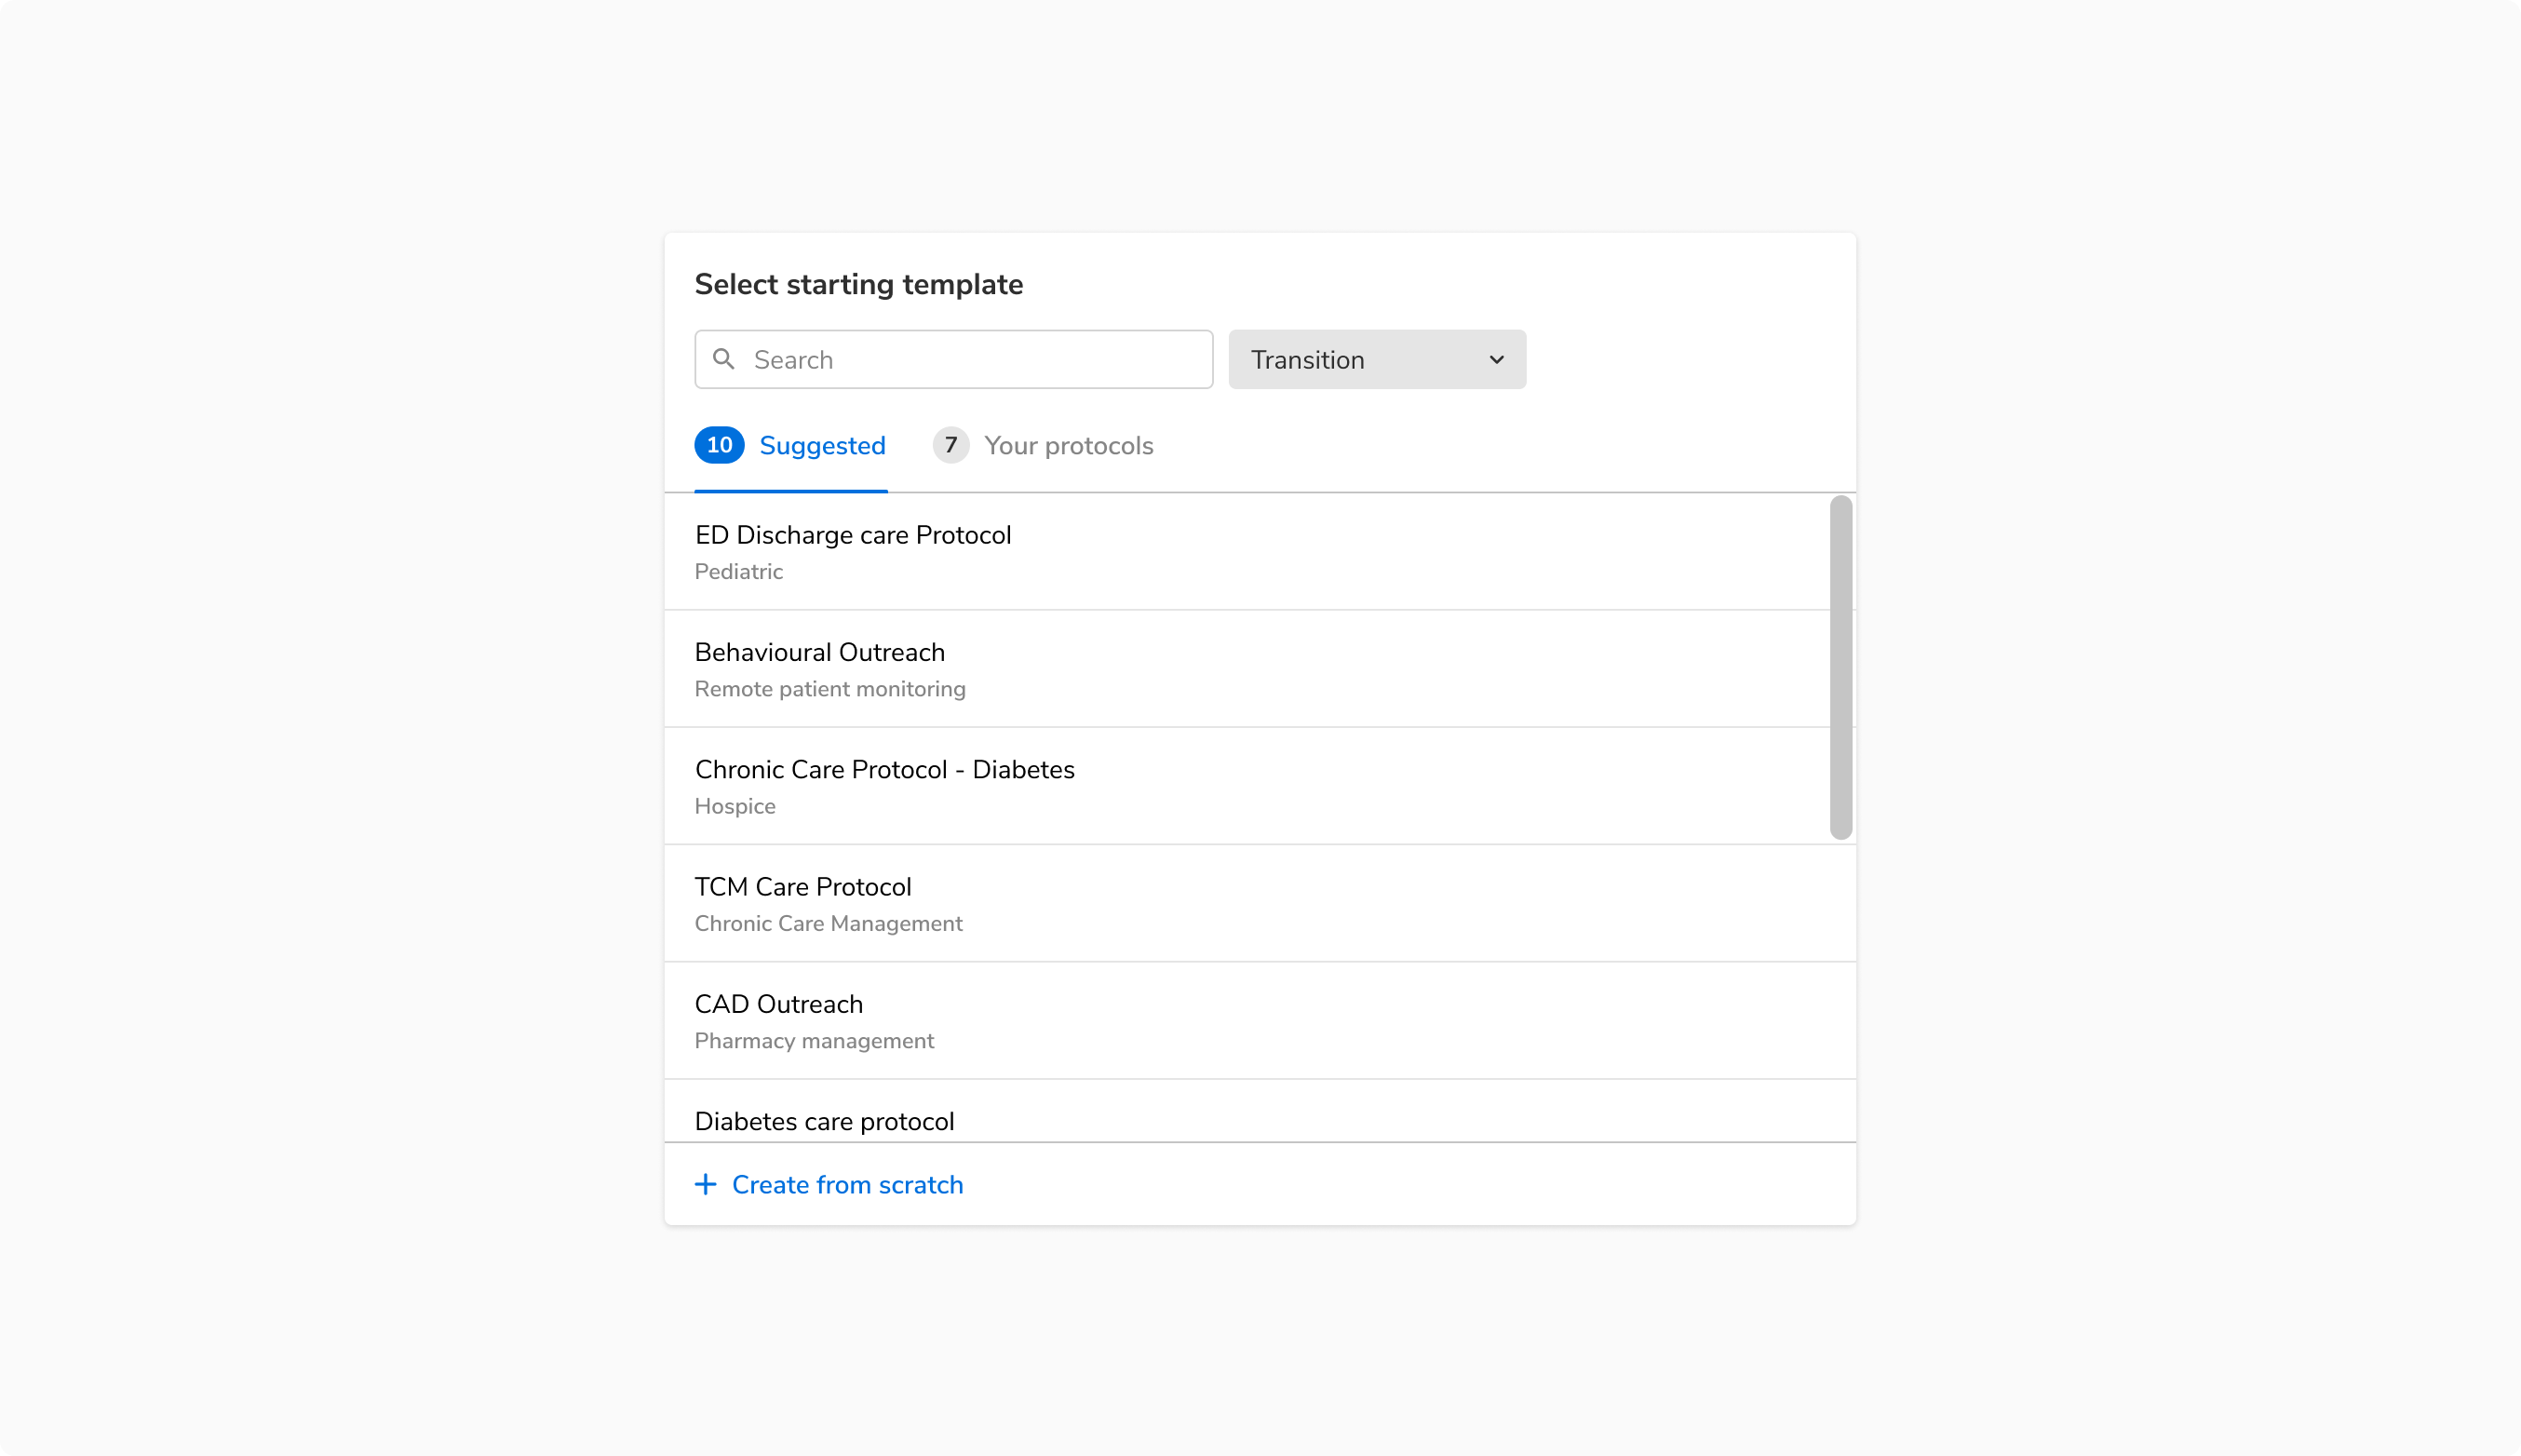 Select starting template
Search
Transition
10 Suggested 7 Your protocols
ED Discharge care Protocol
Pediatric
Behavioural Outreach
Remote patient monitoring
Chronic Care Protocol - Diabetes
Hospice
TCM Care Protocol
Chronic Care Management
CAD Outreach
Pharmacy management
Diabetes care protocol
Create from scratch